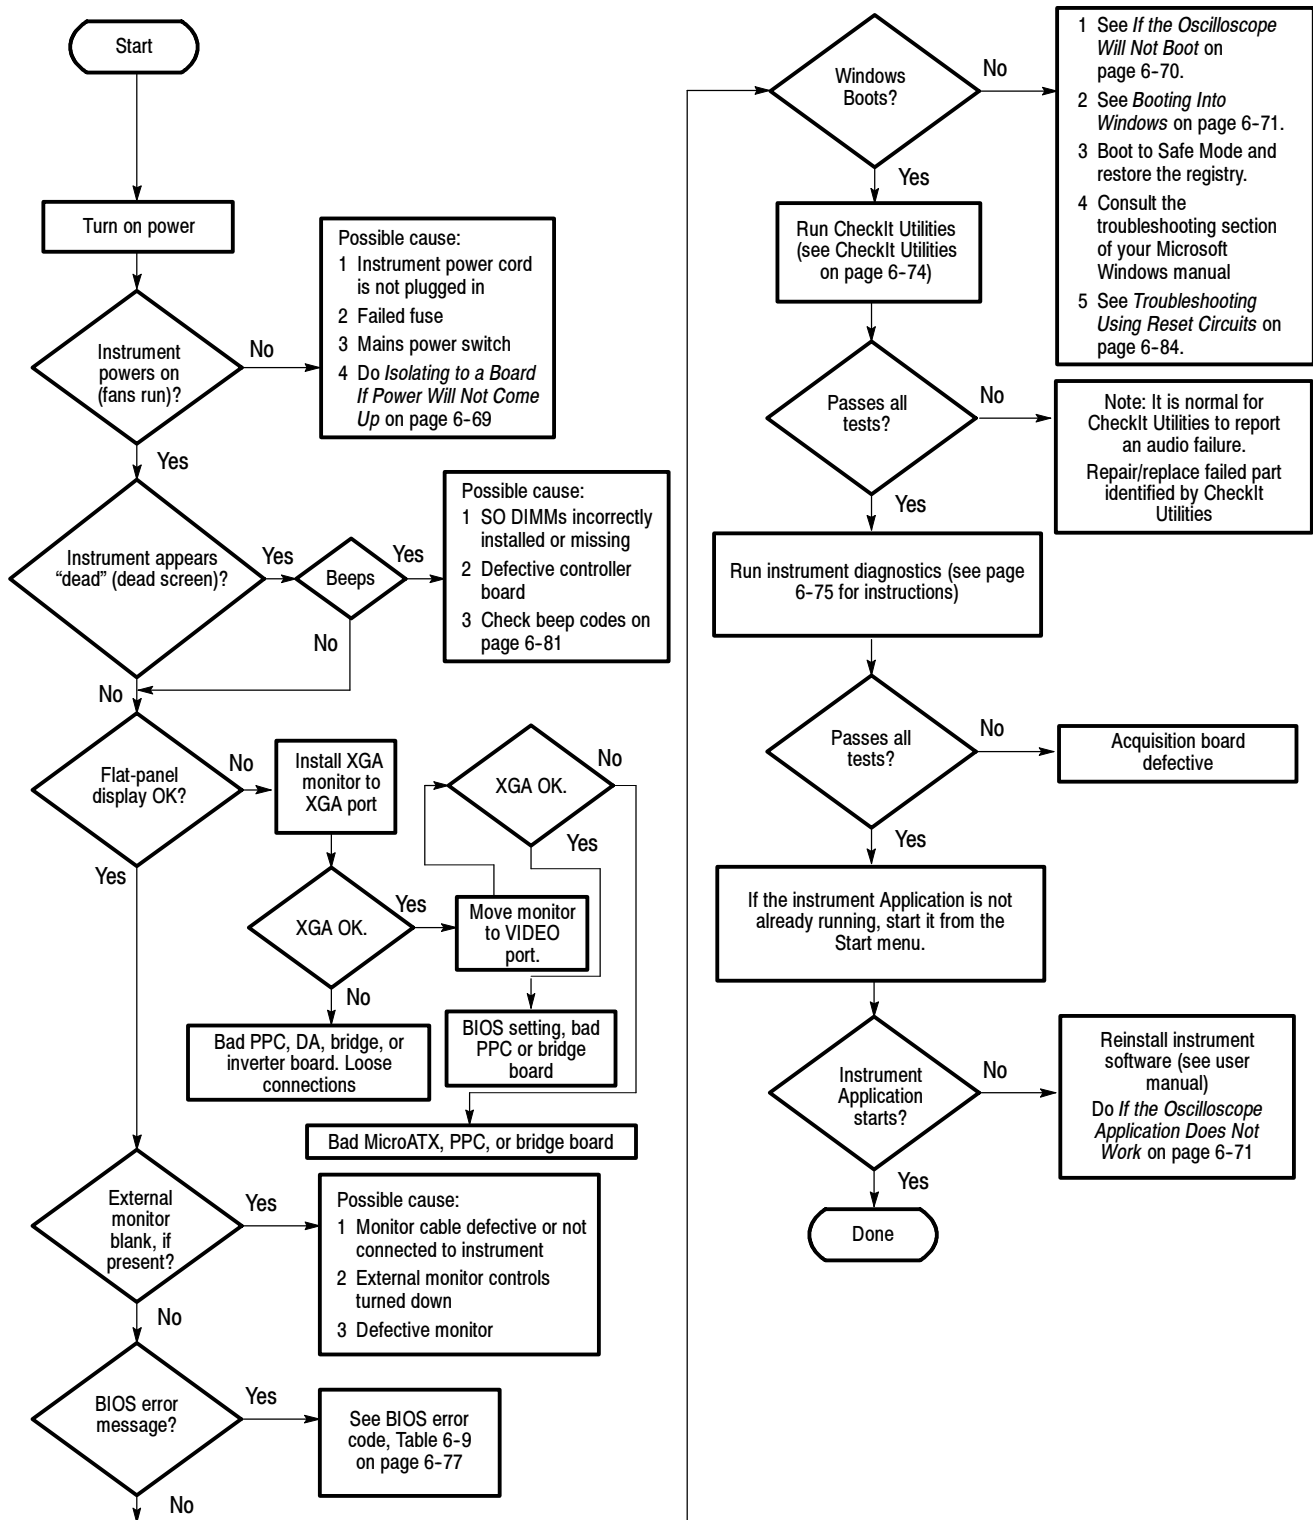 Start
Turn on power
Instrument
powers on
(fans run)?
No
Possible cause:
1 Instrument power cord
is not plugged in
2 Failed fuse
3 Mains power switch
4 Do Isolating to a Board
If Power Will Not Come
Up on page 6-69
Yes
Instrument appears
“dead” (dead screen)?
Yes
Beeps
Yes
Possible cause:
1 SO DIMMs incorrectly
installed or missing
2 Defective controller
board
3 Check beep codes on
page 6-81
No
No
Flat-panel
display OK?
No
Install XGA
monitor to
XGA port
XGA OK.
Yes
Move monitor
to VIDEO
port.
XGA OK.
No
Yes
No
Bad PPC, DA, bridge, or
inverter board. Loose
connections
BIOS setting, bad
PPC or bridge
board
Bad MicroATX, PPC, or bridge board
Yes
External
monitor
blank, if
present?
Yes
Possible cause:
1 Monitor cable defective or not
connected to instrument
2 External monitor controls
turned down
3 Defective monitor
No
BIOS error
message?
Yes
See BIOS error
code, Table 6-9
on page 6-77
No
Windows
Boots?
No
1 See If the Oscilloscope
Will Not Boot on
page 6-70.
2 See Booting Into
Windows on page 6-71.
3 Boot to Safe Mode and
restore the registry.
4 Consult the
troubleshooting section
of your Microsoft
Windows manual
5 See Troubleshooting
Using Reset Circuits on
page 6-84.
Yes
Run CheckIt Utilities
(see CheckIt Utilities
on page 6-74)
Passes all
tests?
No
Note: It is normal for
CheckIt Utilities to report
an audio failure.
Repair/replace failed part
identified by CheckIt
Utilities
Yes
Run instrument diagnostics (see page
6-75 for instructions)
Passes all
tests?
No
Acquisition board
defective
Yes
If the instrument Application is not
already running, start it from the
Start menu.
Instrument
Application
starts?
No
Reinstall instrument
software (see user
manual)
Do If the Oscilloscope
Application Does Not
Work on page 6-71
Yes
Done